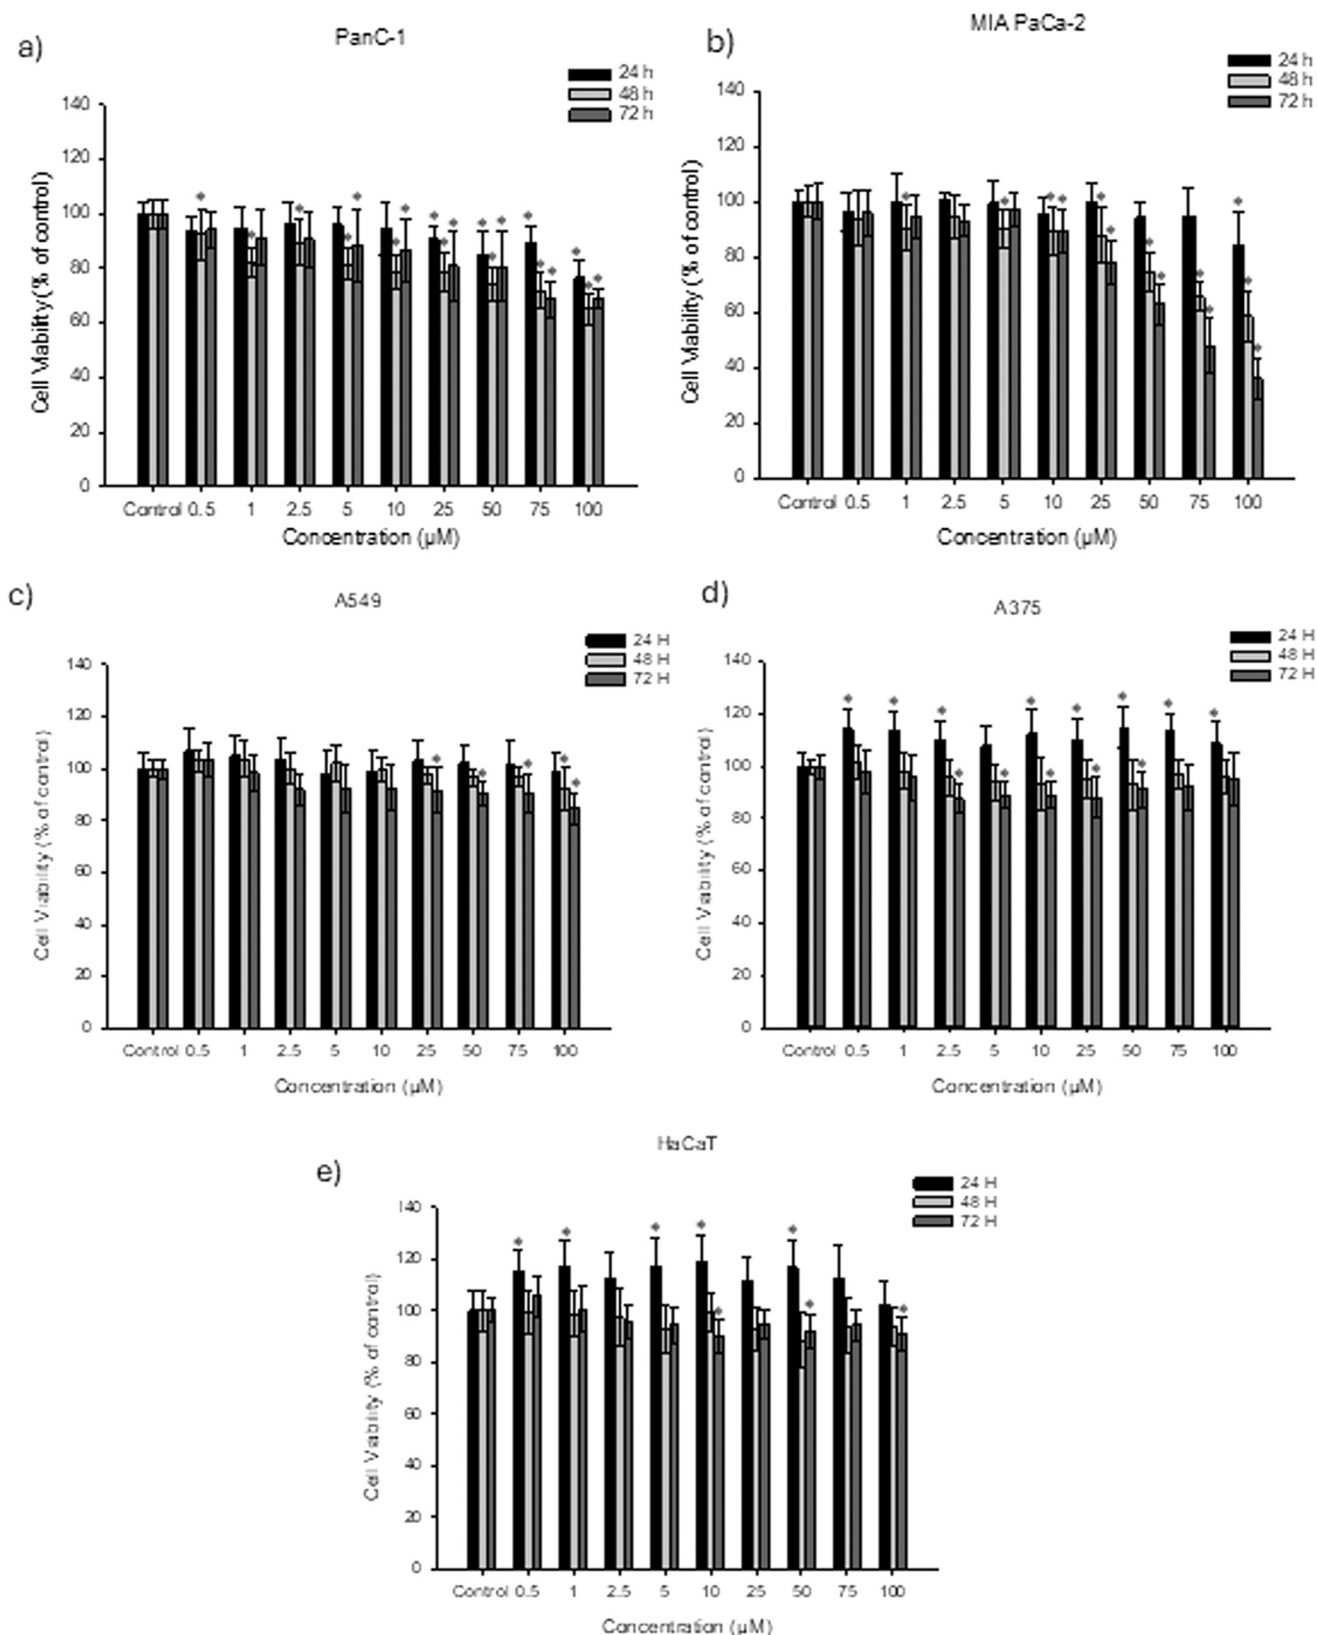 a)
PanC-1
24 h
48 h
72 h
140
120
100
80
60
40
20
0
Cell Viability (% of control)
Control 0.5 1 2.5 5 10 25 50 75 100
Concentration (µM)
b)
MIA PaCa-2
24 h
48 h
72 h
140
120
100
80
60
40
20
0
Cell Viability (% of control)
Control 0.5 1 2.5 5 10 25 50 75 100
Concentration (µM)
c)
A549
24 H
48 H
72 H
140
120
100
80
60
40
20
0
Cell Viability (% of control)
Control 0.5 1 2.5 5 10 25 50 75 100
Concentration (µM)
d)
A375
24 H
48 H
72 H
140
120
100
80
60
40
20
0
Cell Viability (% of control)
Control 0.5 1 2.5 5 10 25 50 75 100
Concentration (µM)
e)
HaCaT
24 H
48 H
72 H
140
120
100
80
60
40
20
0
Cell Viability (% of control)
Control 0.5 1 2.5 5 10 25 50 75 100
Concentration (µM)